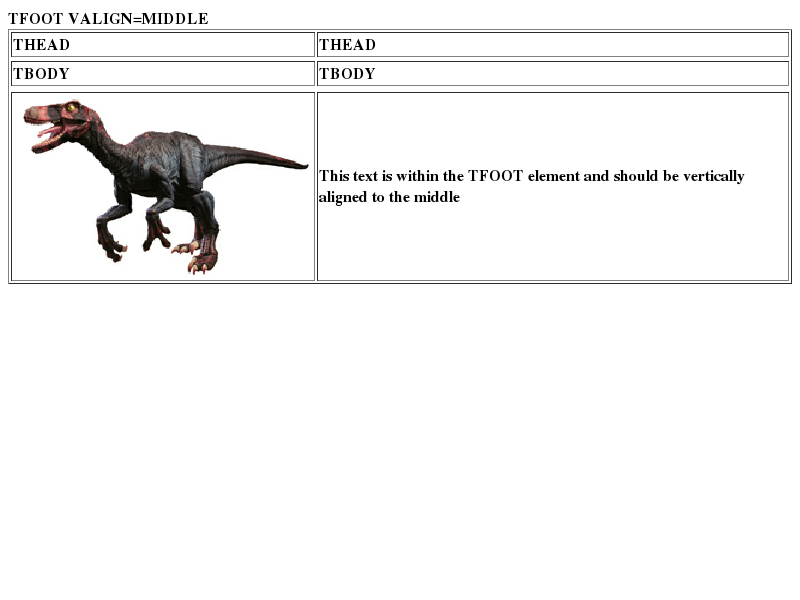 TFOOT VALIGN=MIDDLE
THEAD THEAD
TBODY TBODY
This text is within the TFOOT element and should be vertically
aligned to the middle